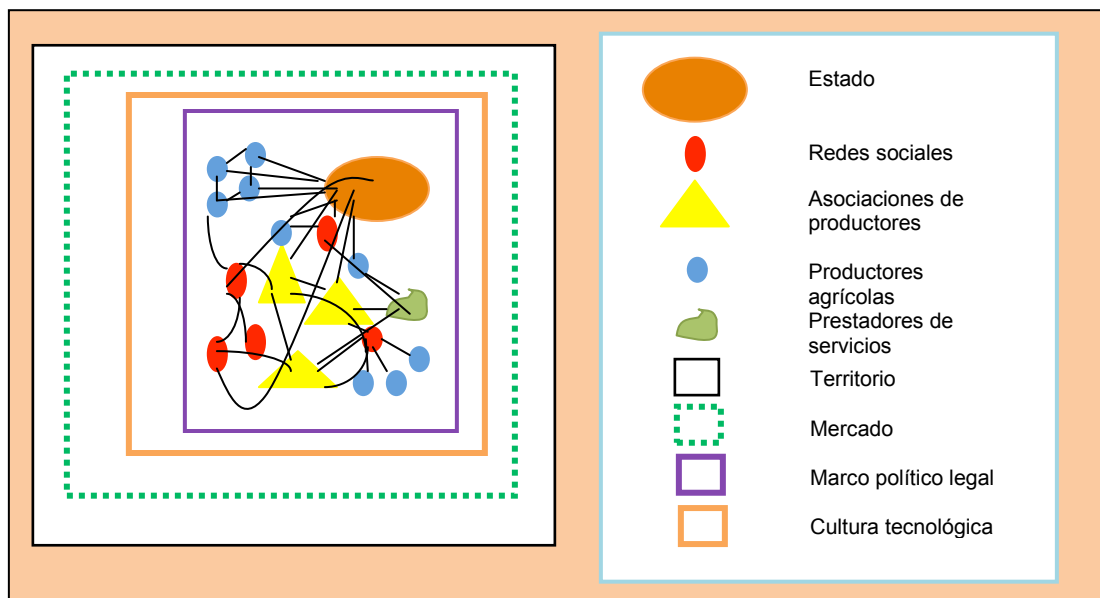 Estado
Redes sociales
Asociaciones de
productores
Productores
agrícolas
Prestadores de
servicios
Territorio
Mercado
Marco político legal
Cultura tecnológica